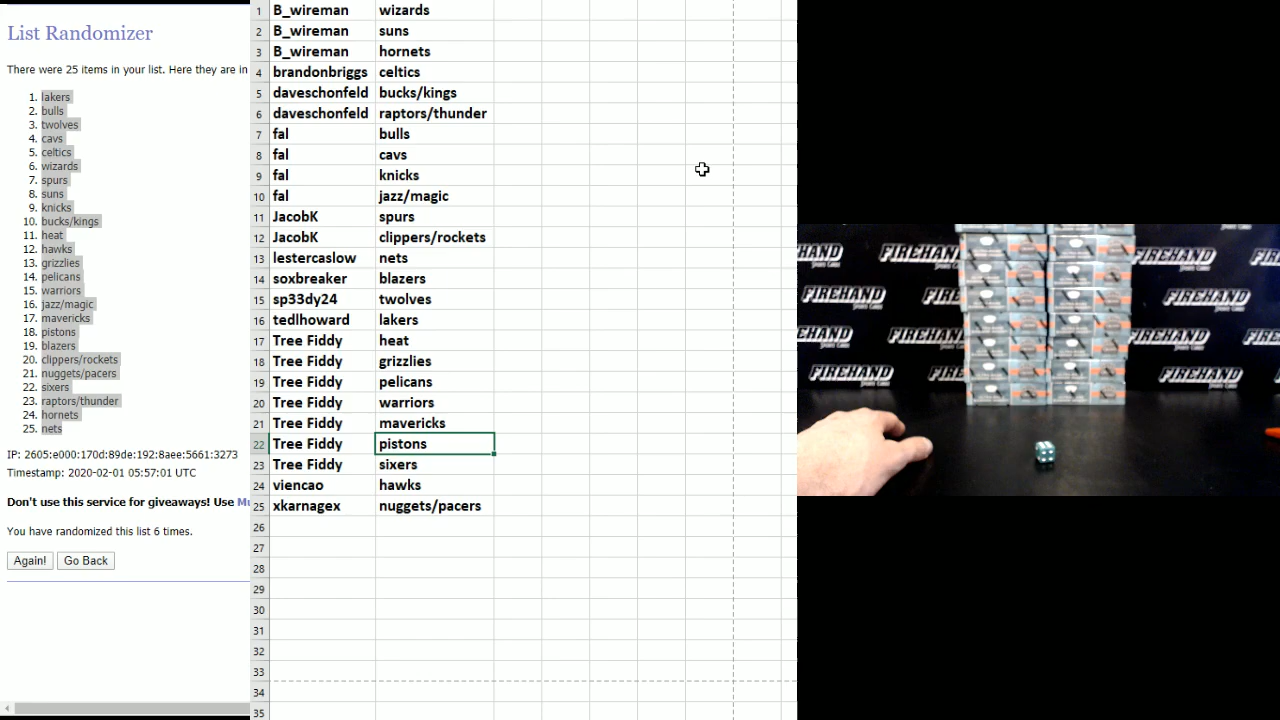 List Randomizer
There were 25 items in your list. Here they are in
1. lakers
2. bulls
3. twolves
4. cavs
5. celtics
6. wizards
7. spurs
8. suns
9. knicks
10. bucks/kings
11. heat
12. hawks
13. grizzlies
14. pelicans
15. warriors
16. jazz/magic
17. mavericks
18. pistons
19. blazers
20. clippers/rockets
21. nuggets/pacers
22. sixers
23. raptors/thunder
24. hornets
25. nets
IP: 2605:e000:170d:89de:192:8aee:5661:3273
Timestamp: 2020-02-01 05:57:01 UTC
Don't use this service for giveaways! Use
You have randomized this list 6 times.
Again! Go Back
1 B_wireman wizards
2 B_wireman suns
3 B_wireman hornets
4 brandonbriggs celtics
5 daveschonfeld bucks/kings
6 daveschonfeld raptors/thunder
7 fal bulls
8 fal cavs
9 fal knicks
10 fal jazz/magic
11 JacobK spurs
12 JacobK clippers/rockets
13 lestercaslow nets
14 soxbreaker blazers
15 sp33dy24 twolves
16 tedlhoward lakers
17 Tree Fiddy heat
18 Tree Fiddy grizzlies
19 Tree Fiddy pelicans
20 Tree Fiddy warriors
21 Tree Fiddy mavericks
22 Tree Fiddy pistons
23 Tree Fiddy sixers
24 viencao hawks
25 xkarnagex nuggets/pacers
26
27
28
29
30
31
32
33
34
35
FIREHAND
FIREHAND
FIREHAND
FIREHAND
FIREHAND
FIREHAND
FIREHAND
FIREHAND